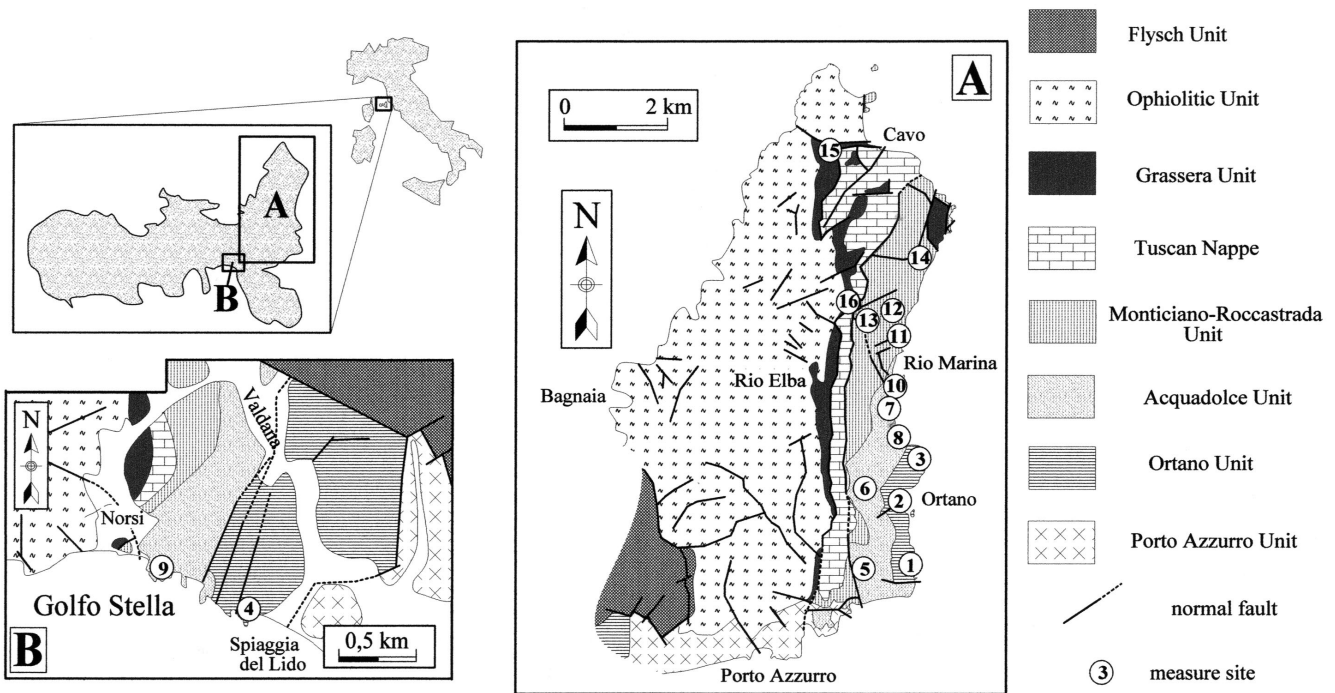 A
B
N
Valdana
Norsi
9
4
Golfo Stella
Spiaggia
del Lido
0,5 km
B
A
0 2 km
N
Cavo
15
14
16
12
13
11
Rio Marina
Rio Elba
10
Bagnaia
7
8
3
6
2
Ortano
5
1
Porto Azzurro
Flysch Unit
Ophiolitic Unit
Grassera Unit
Tuscan Nappe
Monticiano-Roccastrada
Unit
Acquadolce Unit
Ortano Unit
Porto Azzurro Unit
normal fault
3 measure site